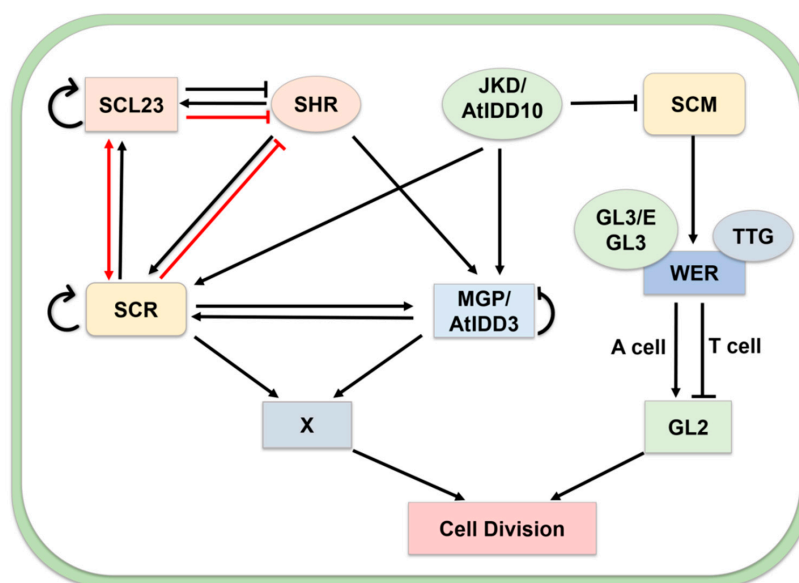 SCL23
SHR
JKD/
AtIDD10
SCM
GL3/E
GL3
TTG
WER
SCR
MGP/
AtIDD3
A cell
T cell
X
GL2
Cell Division